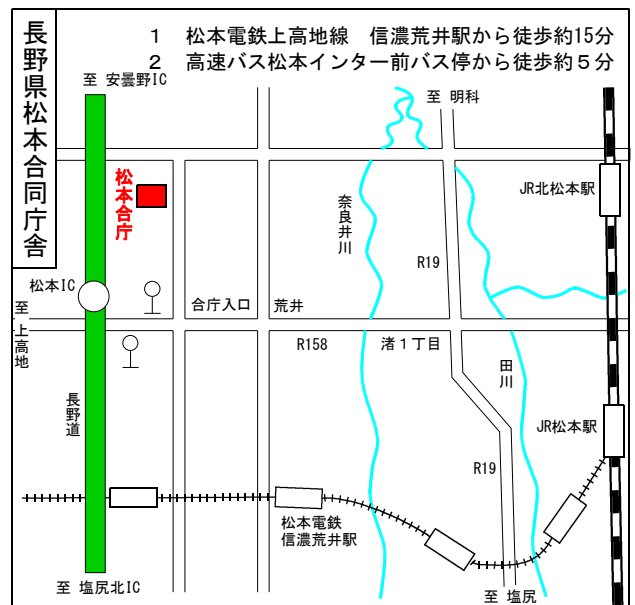 長野県松本合同庁舎
1 松本電鉄上高地線 信濃荒井駅から徒歩約15分
2 高速バス松本インター前バス停から徒歩約５分
至 安曇野IC
至 明科
松本合庁
奈良井川
JR北松本駅
R19
松本IC
合庁入口
荒井
至 上高地
R158
渚１丁目
田川
長野道
JR松本駅
R19
松本電鉄
信濃荒井駅
至 塩尻北IC
至 塩尻